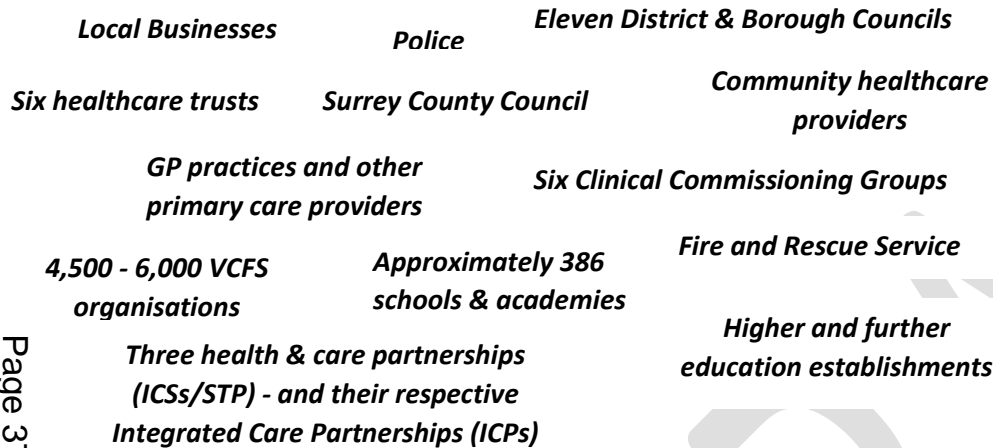 Local Businesses
Police
Eleven District & Borough Councils
Six healthcare trusts
Surrey County Council
Community healthcare
providers
GP practices and other
primary care providers
Six Clinical Commissioning Groups
4,500 - 6,000 VCFS
organisations
Approximately 386
schools & academies
Fire and Rescue Service
Higher and further
education establishments
Three health & care partnerships
(ICSs/STP) - and their respective
Integrated Care Partnerships (ICPs)
Page